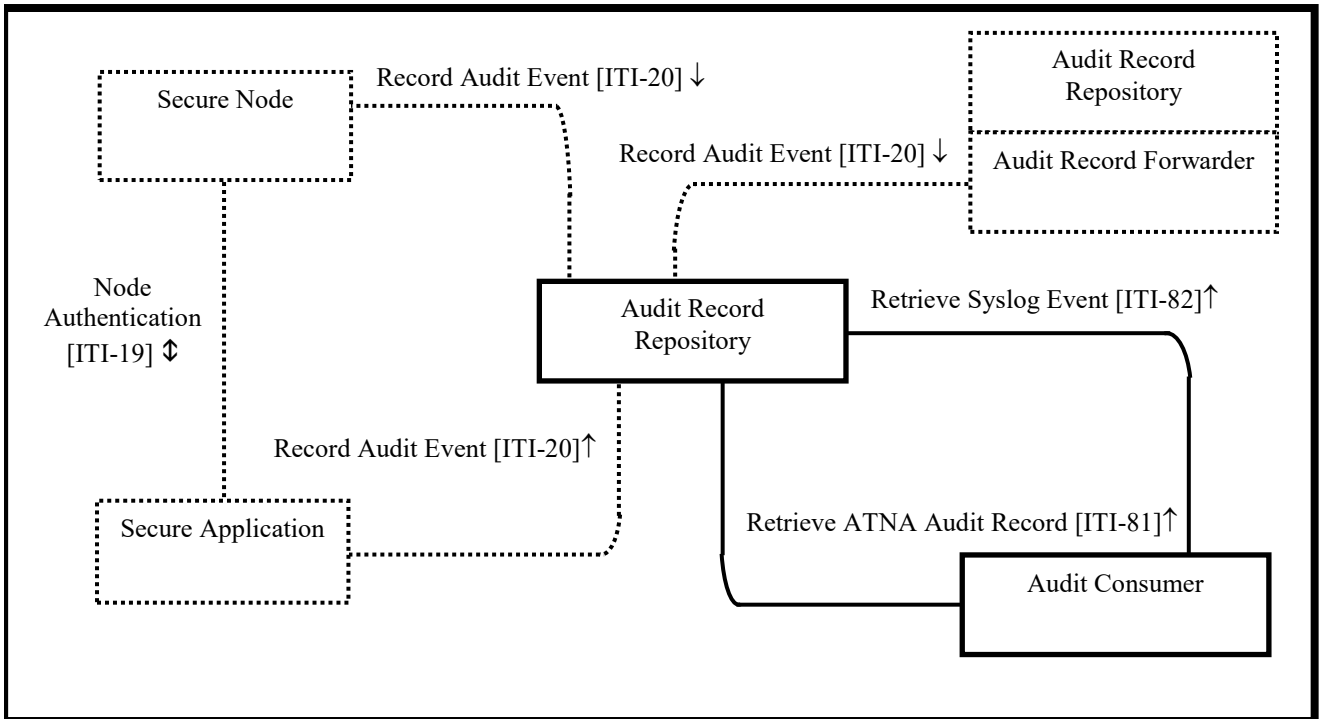 Audit Record
Repository
Record Audit Event [ITI-20] ↓
Secure Node
Record Audit Event [ITI-20] ↓
Audit Record Forwarder
Node
Authentication
[ITI-19] ⇕
Audit Record
Repository
Retrieve Syslog Event [ITI-82]↑
Record Audit Event [ITI-20]↑
Retrieve ATNA Audit Record [ITI-81]↑
Secure Application
Audit Consumer